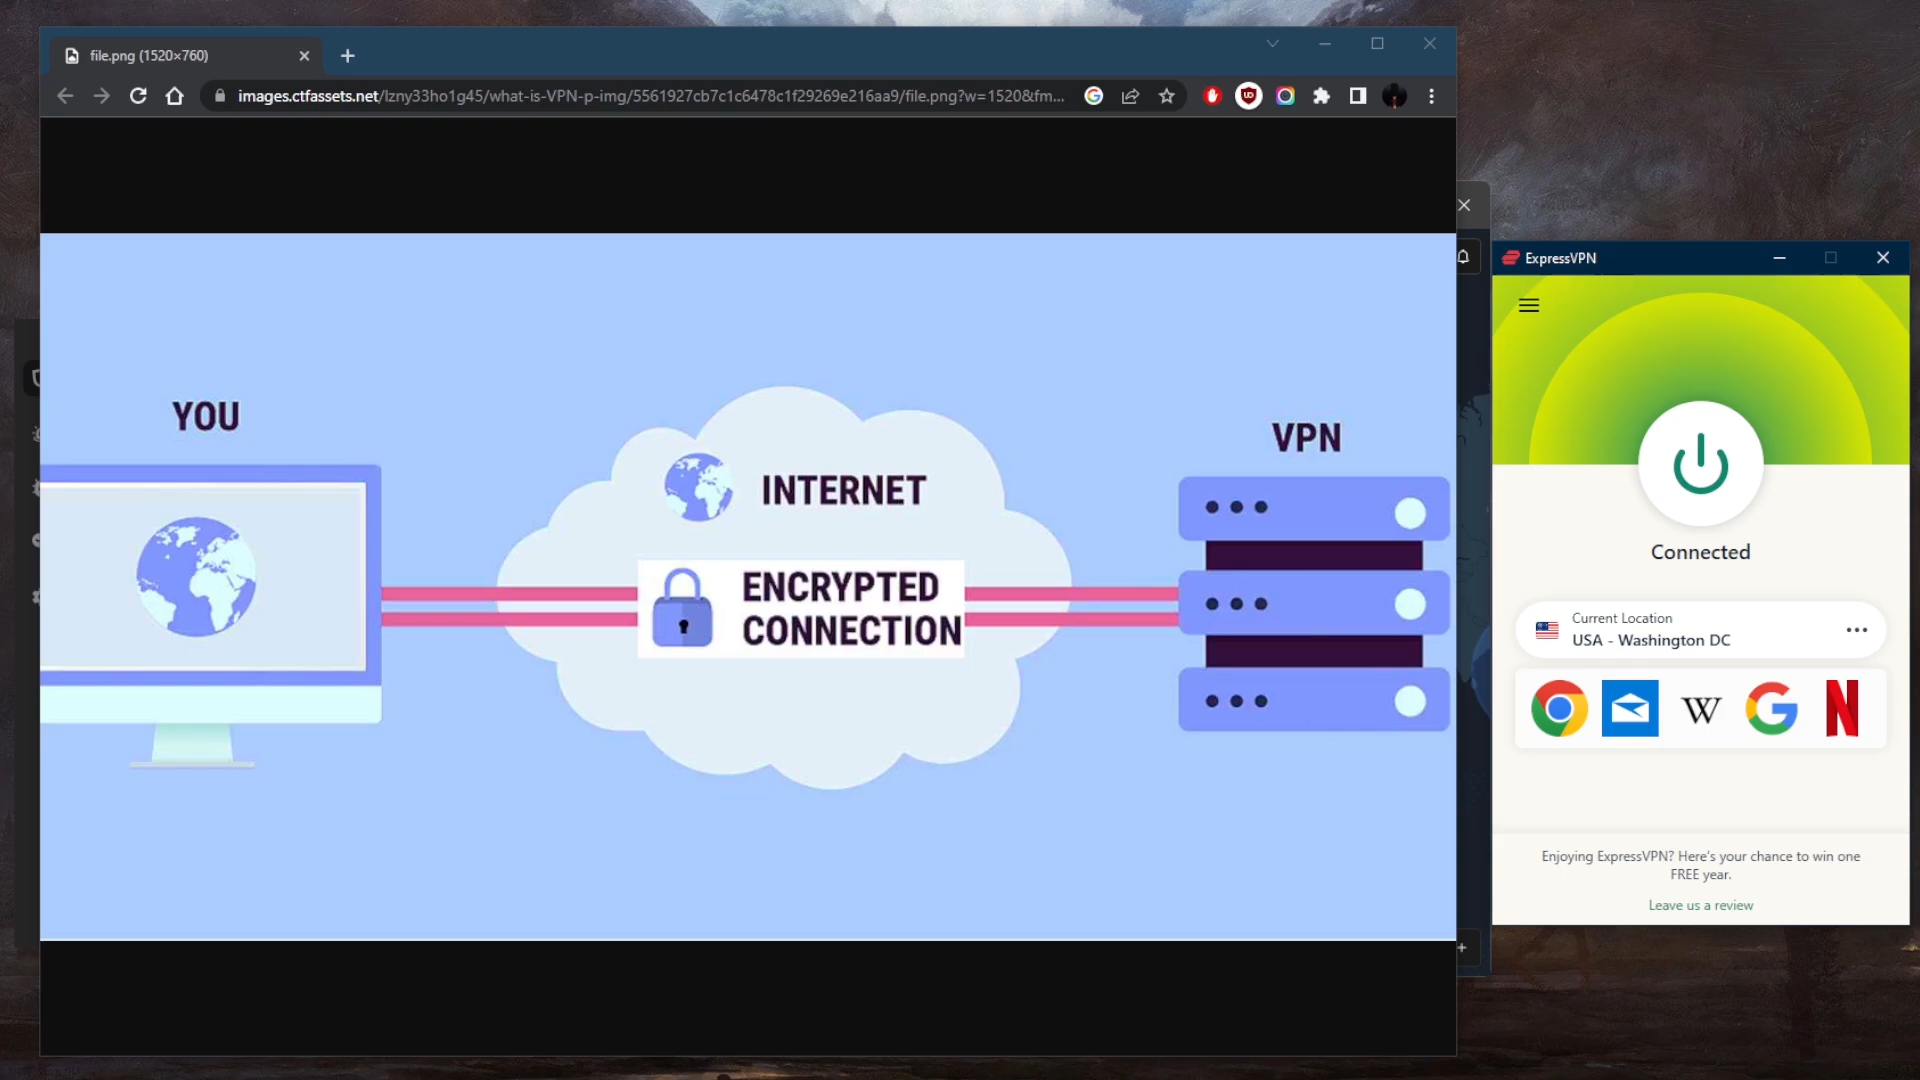 file.png (1520×760)
images.ctfassets.net/lzny33ho1g45/what-is-VPN-p-img/5561927cb7c1c6478c1f29269e216aa9/file.png?w=1520&fm...
YOU
INTERNET
ENCRYPTED
CONNECTION
VPN
ExpressVPN
Connected
Current Location
USA - Washington DC
W
G
N
Enjoying ExpressVPN? Here's your chance to win one
FREE year.
Leave us a review